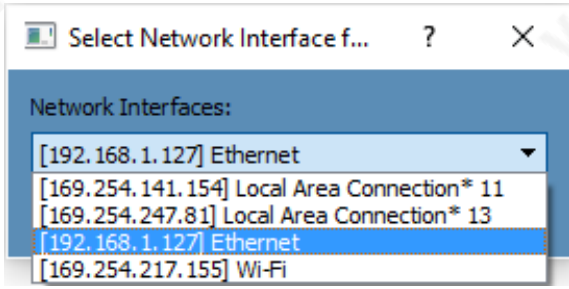 Select Network Interface f... ?
Network Interfaces:
[192.168.1.127] Ethernet
[169.254.141.154] Local Area Connection* 11
[169.254.247.81] Local Area Connection* 13
[192.168.1.127] Ethernet
[169.254.217.155] Wi-Fi